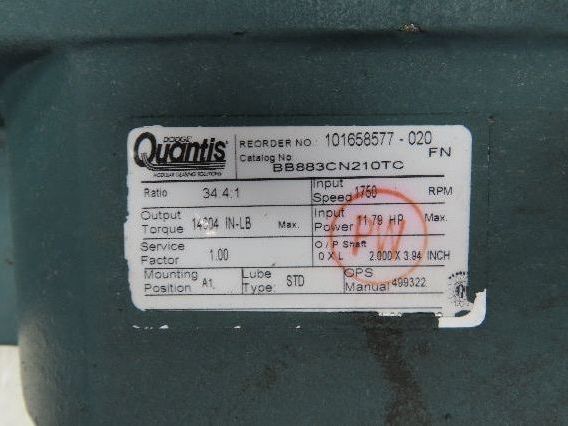 DODGE
Quantis
MODULAR GEARING SOLUTIONS
REORDER NO. 101658577 - 020
Catalog No. FN
BB883CN210TC
Ratio 34.4:1 Input Speed 1750 RPM
Output Torque IN-LB Max. Input Power 11.79 HP Max.
Service Factor 1.00 O/P Shaft D X L 2.000 X 3.94 INCH
Mounting Position A1, Lube Type: STD OPS Manual 499322
PW